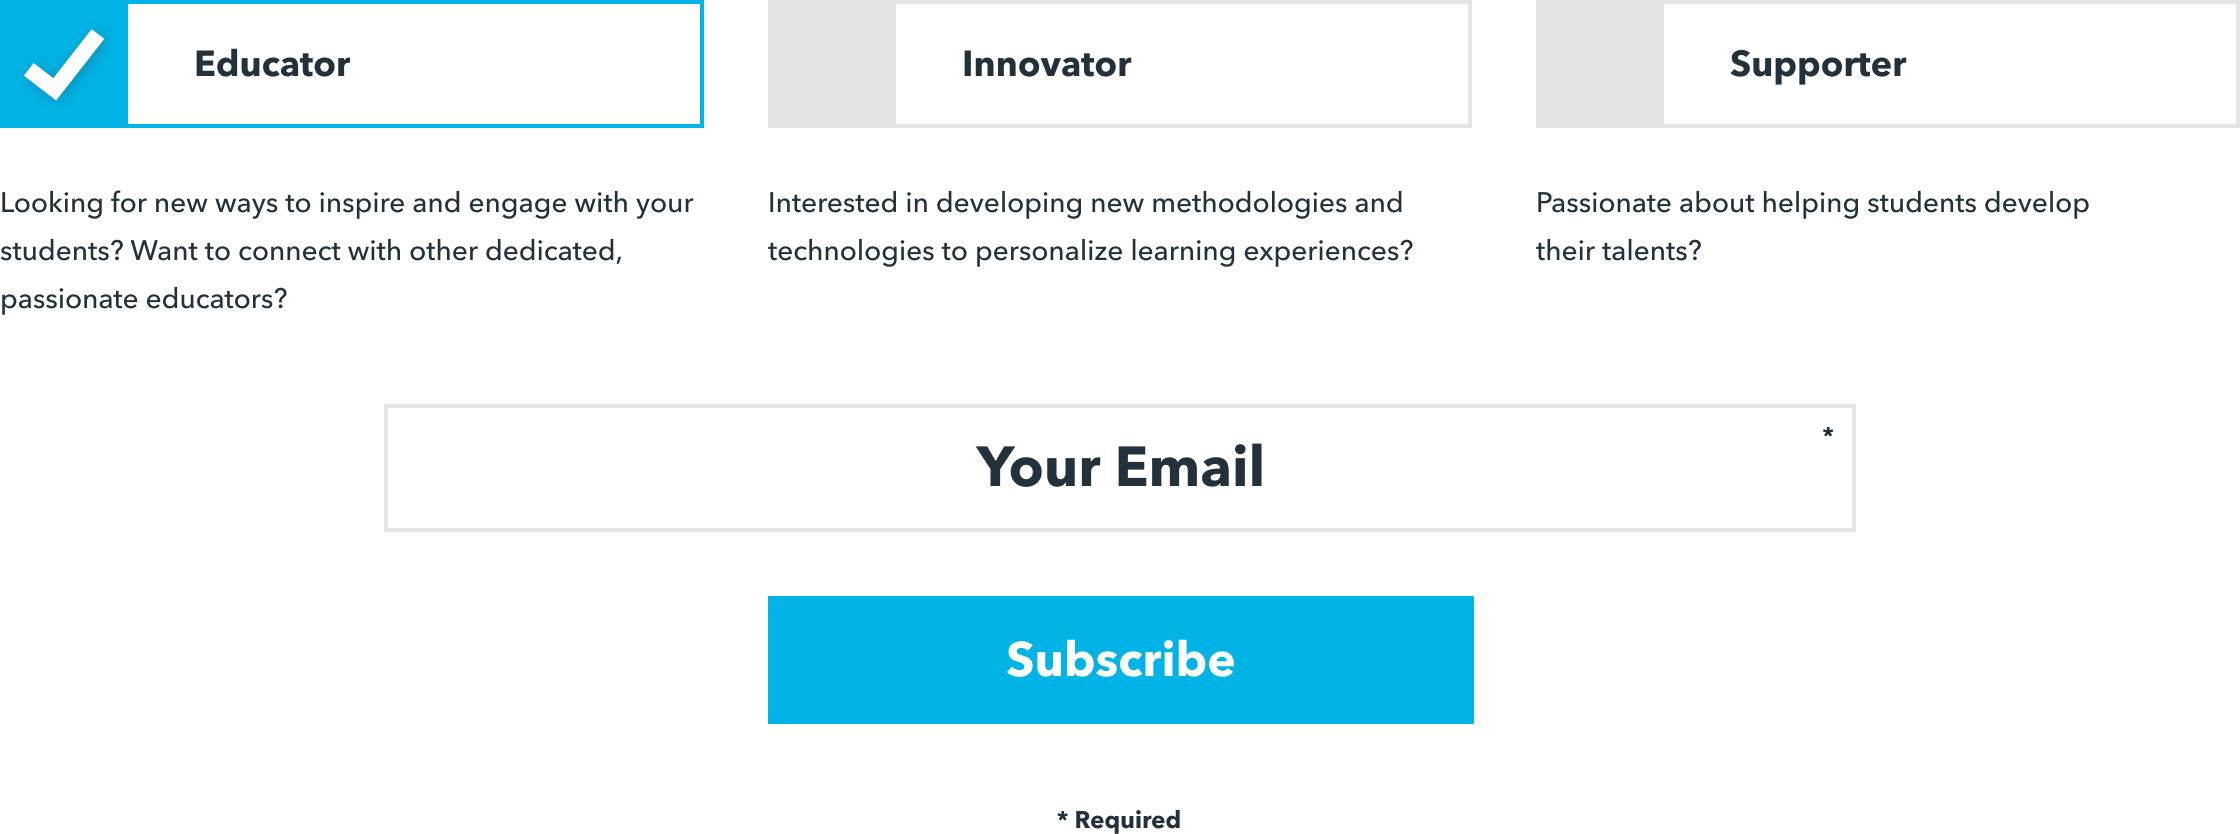 Educator
Looking for new ways to inspire and engage with your
students? Want to connect with other dedicated,
passionate educators?
Innovator
Interested in developing new methodologies and
technologies to personalize learning experiences?
Supporter
Passionate about helping students develop
their talents?
Your Email *
Subscribe
* Required